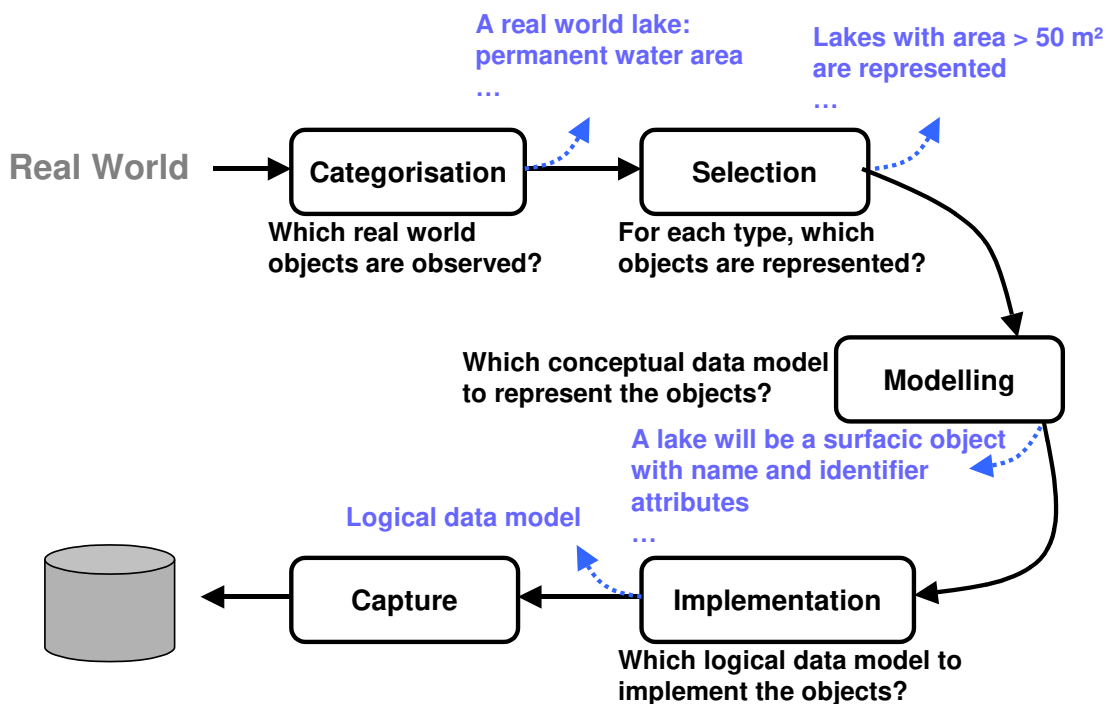 A real world lake:
permanent water area
…
Lakes with area > 50 m²
are represented
…
Real World
Categorisation
Selection
Which real world
objects are observed?
For each type, which
objects are represented?
Which conceptual data model
to represent the objects?
Modelling
A lake will be a surfacic object
with name and identifier
attributes
…
Logical data model
Capture
Implementation
Which logical data model to
implement the objects?